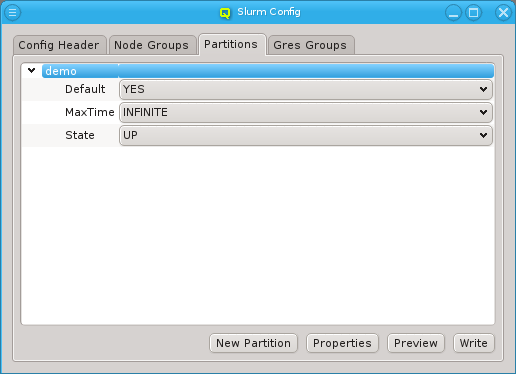 Slurm Config
Config Header Node Groups Partitions Gres Groups
demo
Default YES
MaxTime INFINITE
State UP
New Partition Properties Preview Write